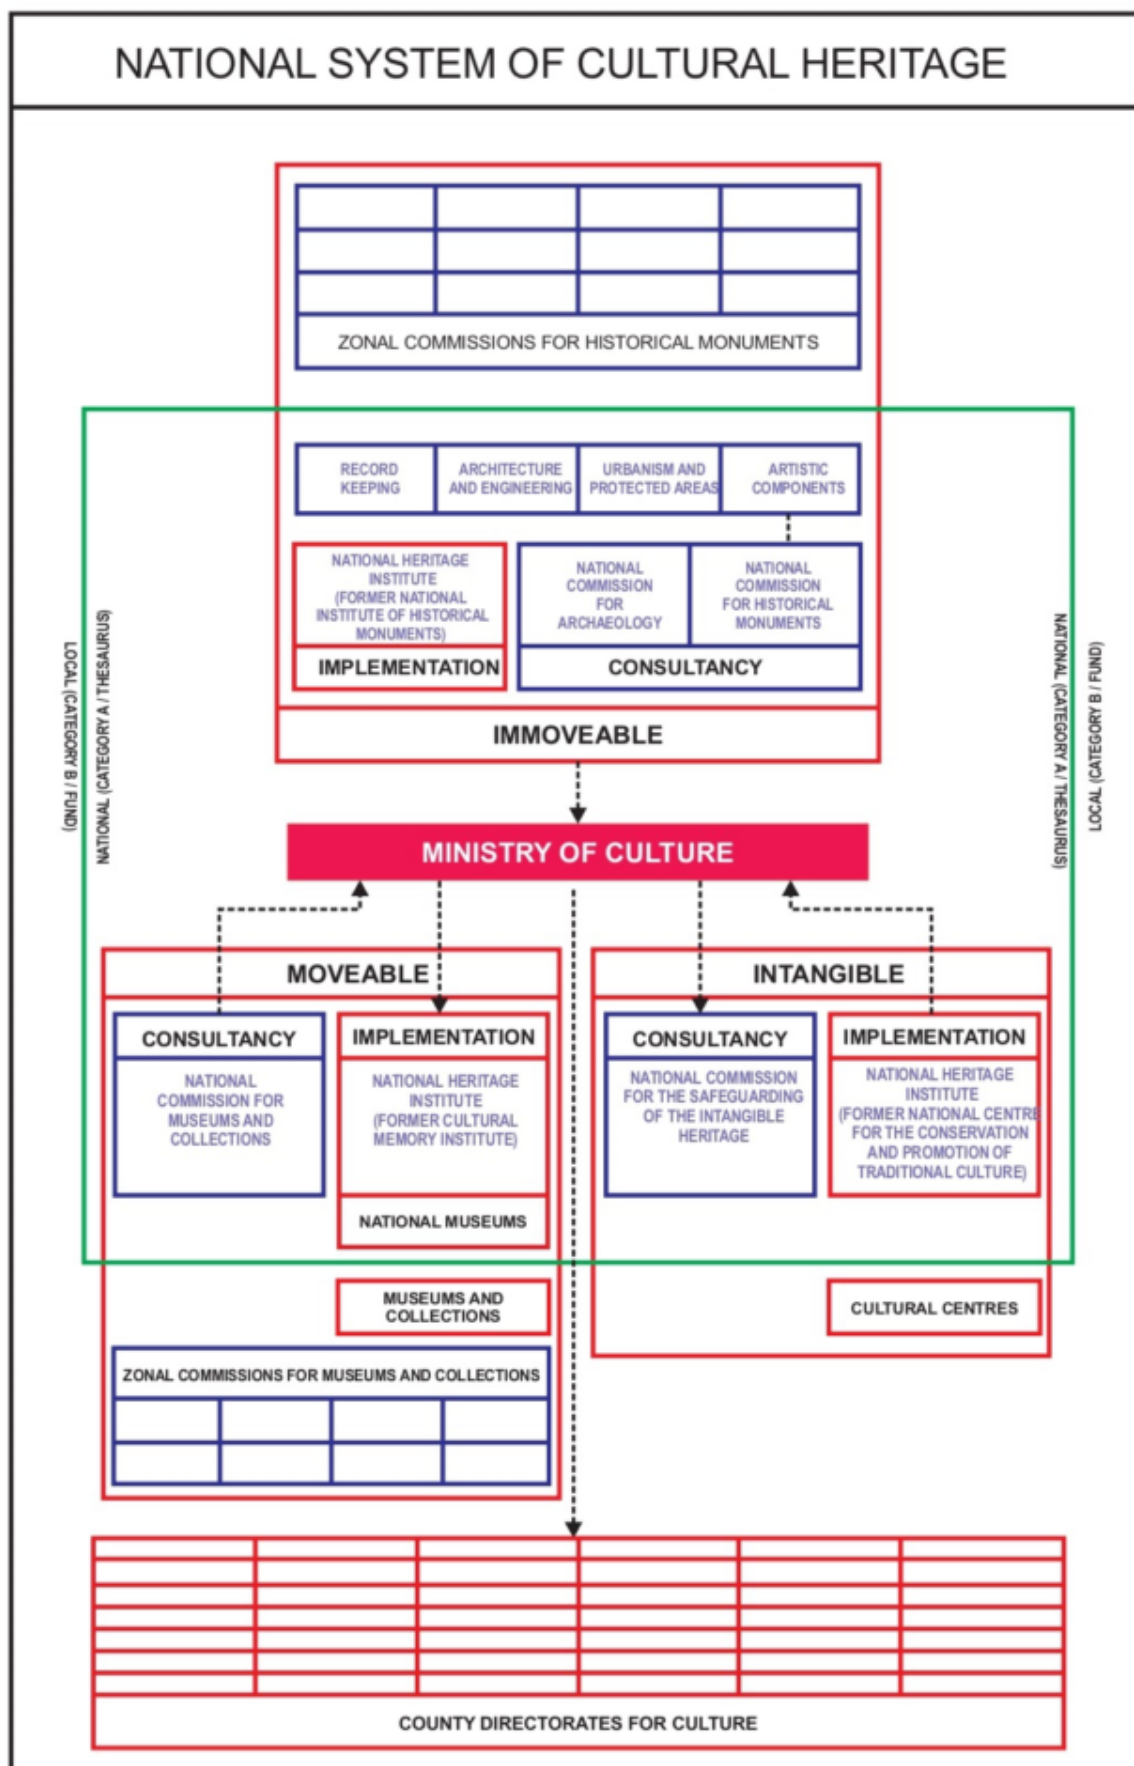 NATIONAL SYSTEM OF CULTURAL HERITAGE
ZONAL COMMISSIONS FOR HISTORICAL MONUMENTS
RECORD
KEEPING
ARCHITECTURE
AND ENGINEERING
URBANISM AND
PROTECTED AREAS
ARTISTIC
COMPONENTS
NATIONAL HERITAGE
INSTITUTE
(FORMER NATIONAL
INSTITUTE OF HISTORICAL
MONUMENTS)
IMPLEMENTATION
NATIONAL
COMMISSION
FOR
ARCHAEOLOGY
NATIONAL
COMMISSION
FOR HISTORICAL
MONUMENTS
CONSULTANCY
IMMOVEABLE
LOCAL (CATEGORY B / FUND)
NATIONAL (CATEGORY A / THESAURUS)
NATIONAL (CATEGORY A / THESAURUS)
LOCAL (CATEGORY B / FUND)
MINISTRY OF CULTURE
MOVEABLE
CONSULTANCY
NATIONAL
COMMISSION FOR
MUSEUMS AND
COLLECTIONS
IMPLEMENTATION
NATIONAL HERITAGE
INSTITUTE
(FORMER CULTURAL
MEMORY INSTITUTE)
NATIONAL MUSEUMS
MUSEUMS AND
COLLECTIONS
ZONAL COMMISSIONS FOR MUSEUMS AND COLLECTIONS
INTANGIBLE
CONSULTANCY
NATIONAL COMMISSION
FOR THE SAFEGUARDING
OF THE INTANGIBLE
HERITAGE
IMPLEMENTATION
NATIONAL HERITAGE
INSTITUTE
(FORMER NATIONAL CENTRE
FOR THE CONSERVATION
AND PROMOTION OF
TRADITIONAL CULTURE)
CULTURAL CENTRES
COUNTY DIRECTORATES FOR CULTURE